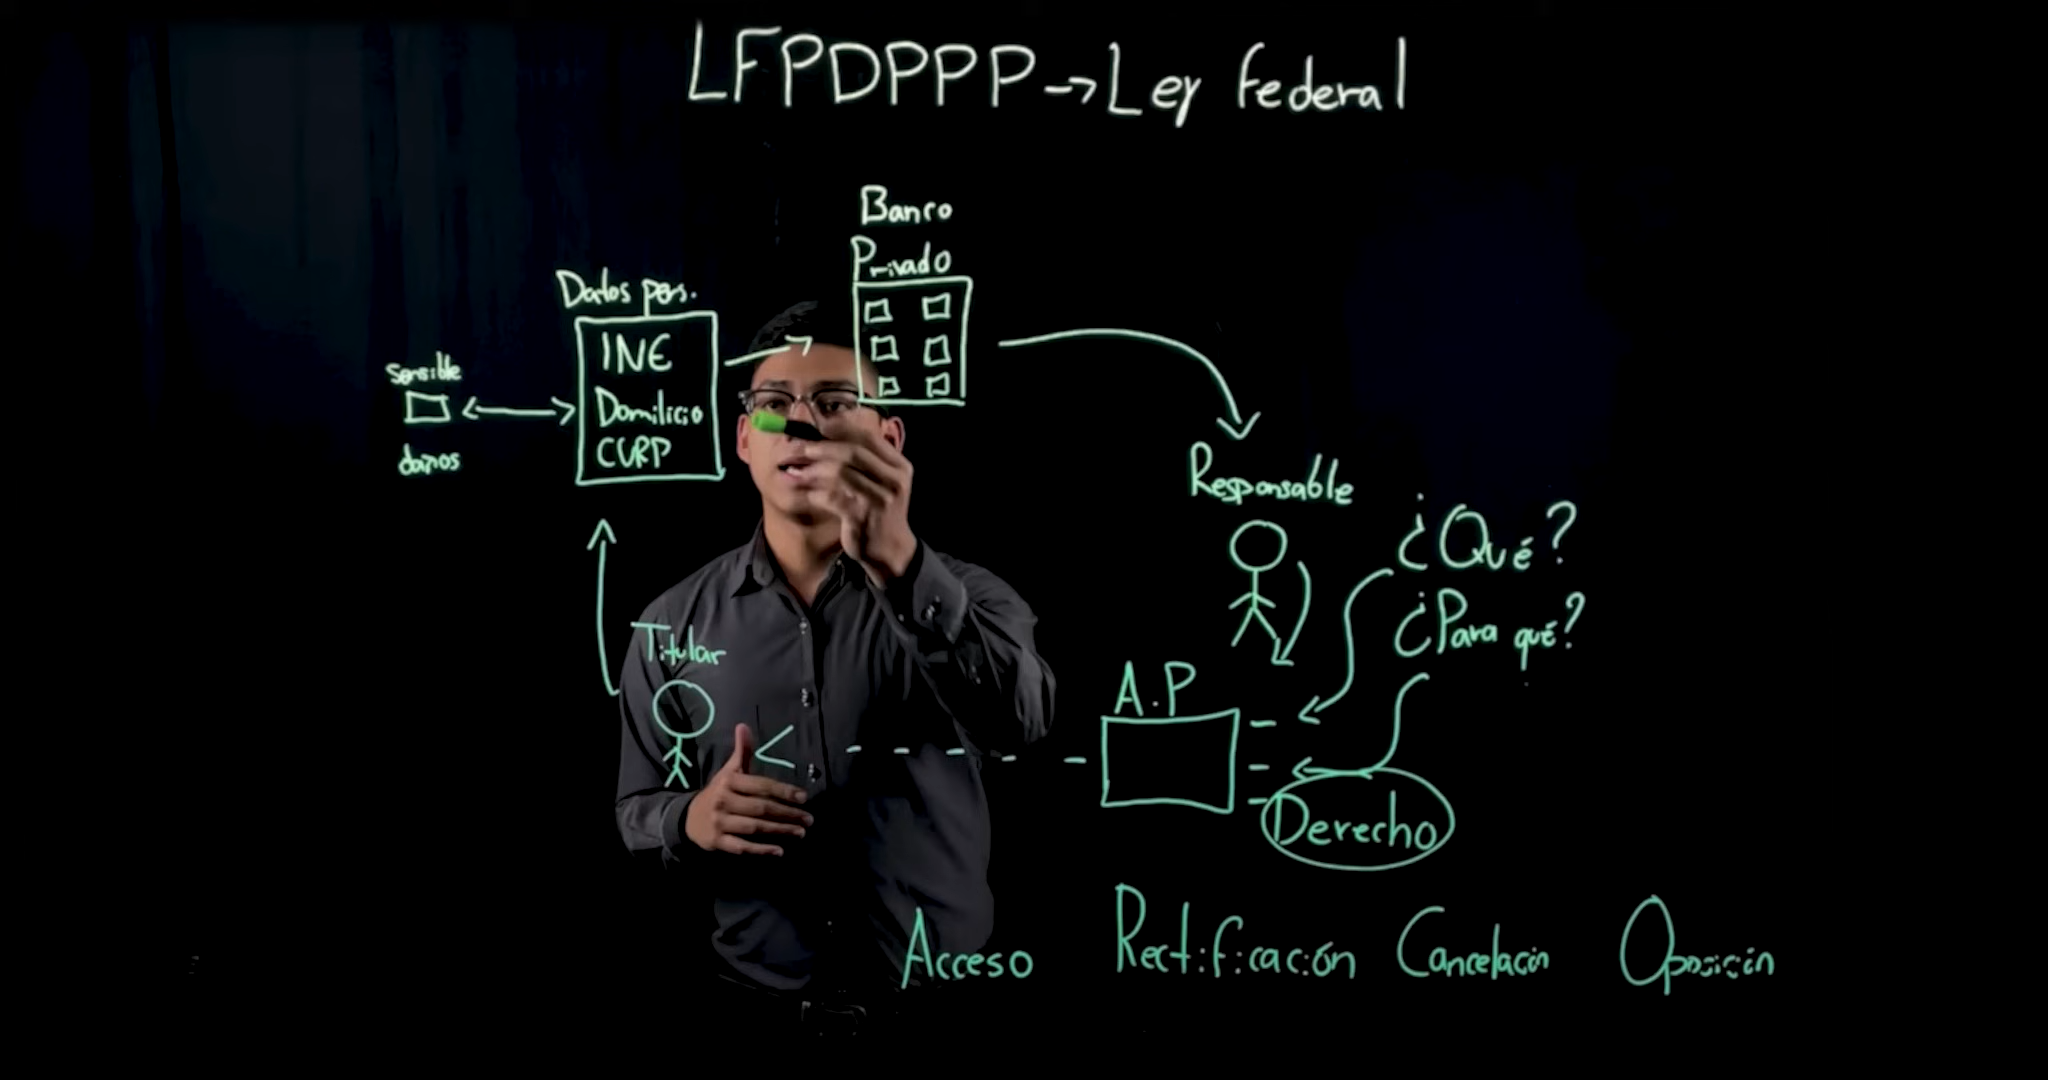 LFPDPPP → Ley Federal
Banco
Privado
Datos pers.
INE
Domilicio
CURP
Sensible
daños
Responsable
¿Qué?
¿Para qué?
Titular
A.P
Derecho
Acceso Rectificación Cancelación Oposición